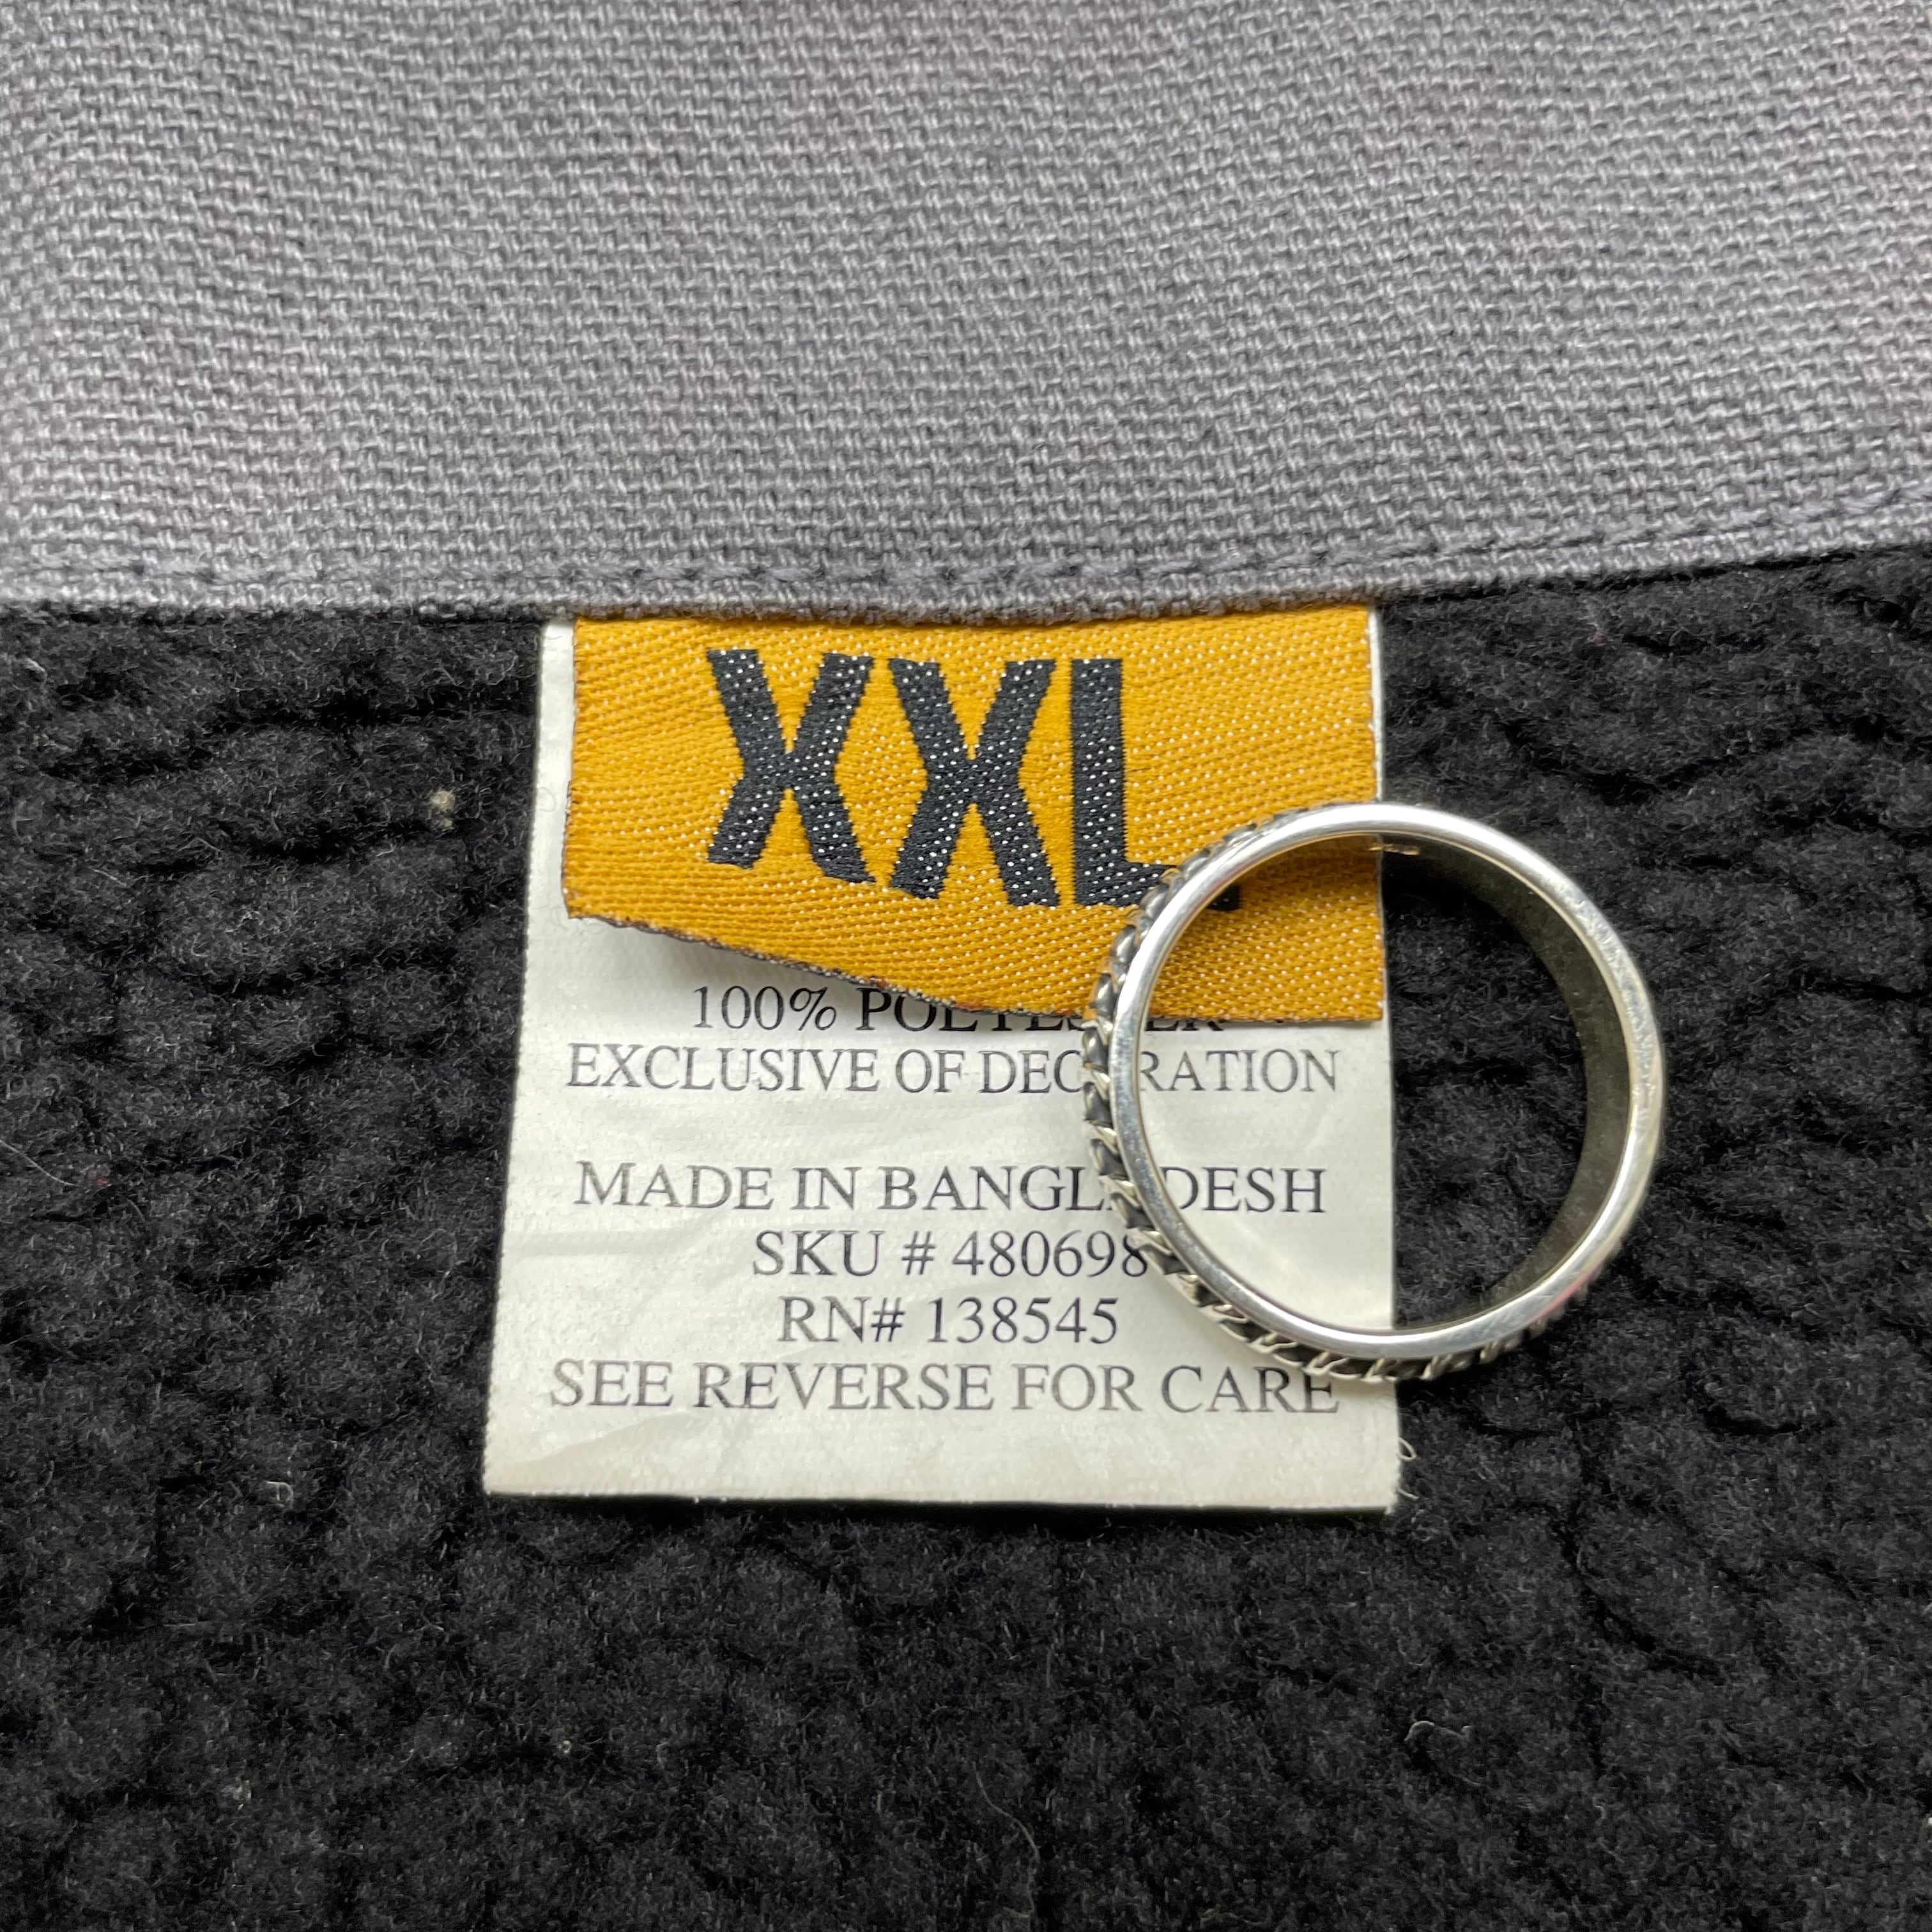 XXL
100% POLYESTER
EXCLUSIVE OF DECORATION
MADE IN BANGLADESH
SKU # 480698
RN# 138545
SEE REVERSE FOR CARE